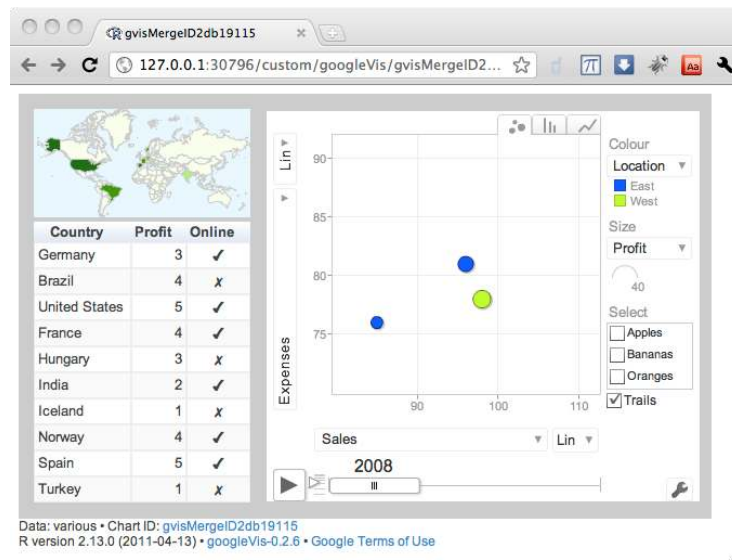 gvisMergeID2db19115
127.0.0.1:30796/custom/googleVis/gvisMergeID2...
π
Aa
Country Profit Online
Germany 3 ✓
Brazil 4 x
United States 5 ✓
France 4 ✓
Hungary 3 x
India 2 ✓
Iceland 1 x
Norway 4 ✓
Spain 5 ✓
Turkey 1 x
Lin
Expenses
90
85
80
75
90 100 110
Sales Lin
2008
Colour
Location
East
West
Size
Profit
40
Select
Apples
Bananas
Oranges
Trails
Data: various • Chart ID: gvisMergeID2db19115
R version 2.13.0 (2011-04-13) • googleVis-0.2.6 • Google Terms of Use